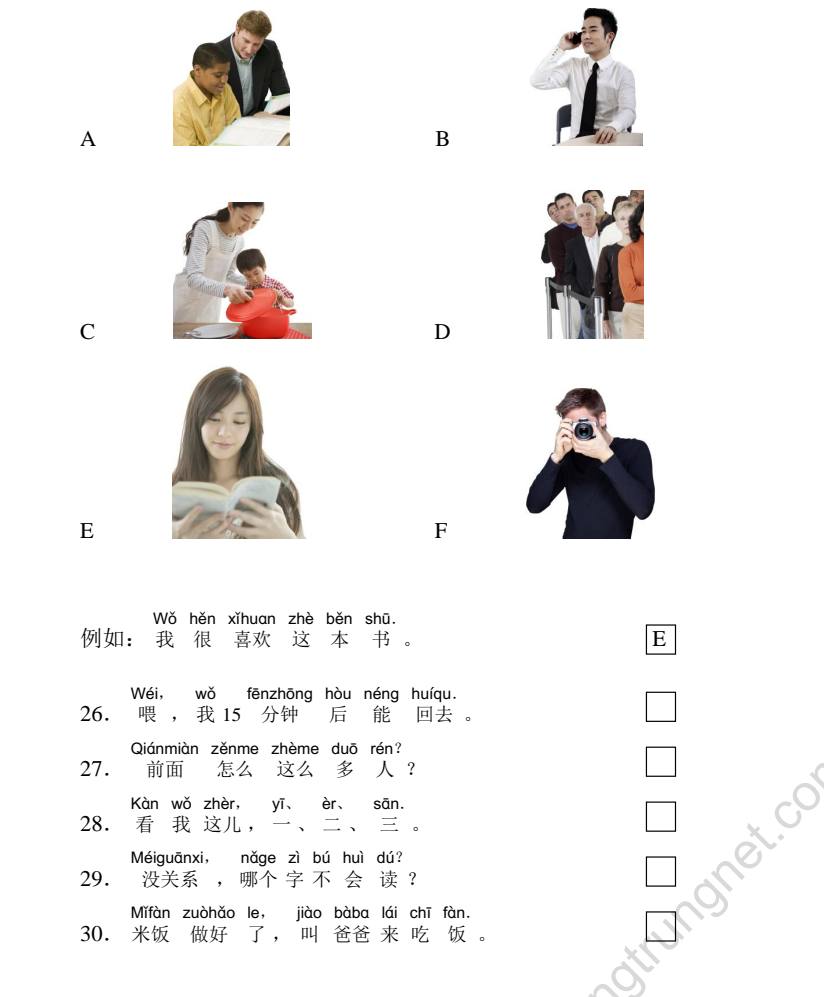 A
B
C
D
E
F
Wǒ hěn xǐhuan zhè běn shū.
例如: 我 很 喜欢 这 本 书 。 E
Wéi, wǒ fēnzhōng hòu néng huíqu.
26. 喂 , 我 15 分钟 后 能 回去 。
Qiánmiàn zěnme zhème duō rén?
27. 前面 怎么 这么 多 人 ?
Kàn wǒ zhèr, yī、 èr、 sān.
28. 看 我 这儿 , 一 、 二 、 三 。
Méiguānxi, nǎge zì bú huì dú?
29. 没关系 , 哪个 字 不 会 读 ?
Mǐfàn zuòhǎo le, jiào bàba lái chī fàn.
30. 米饭 做好 了 , 叫 爸爸 来 吃 饭 。